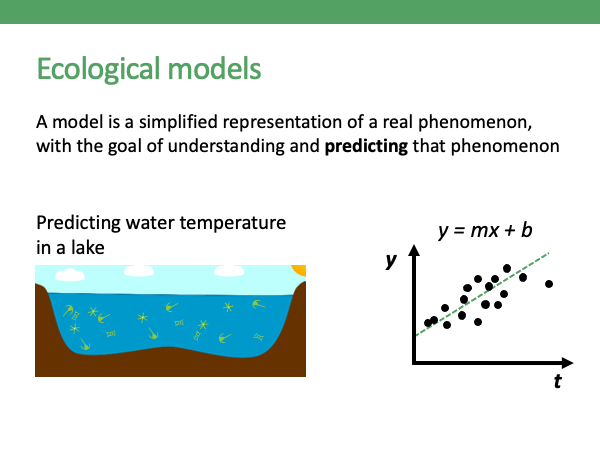 Ecological models
A model is a simplified representation of a real phenomenon,
with the goal of understanding and predicting that phenomenon
Predicting water temperature
in a lake
y = mx + b
y
t